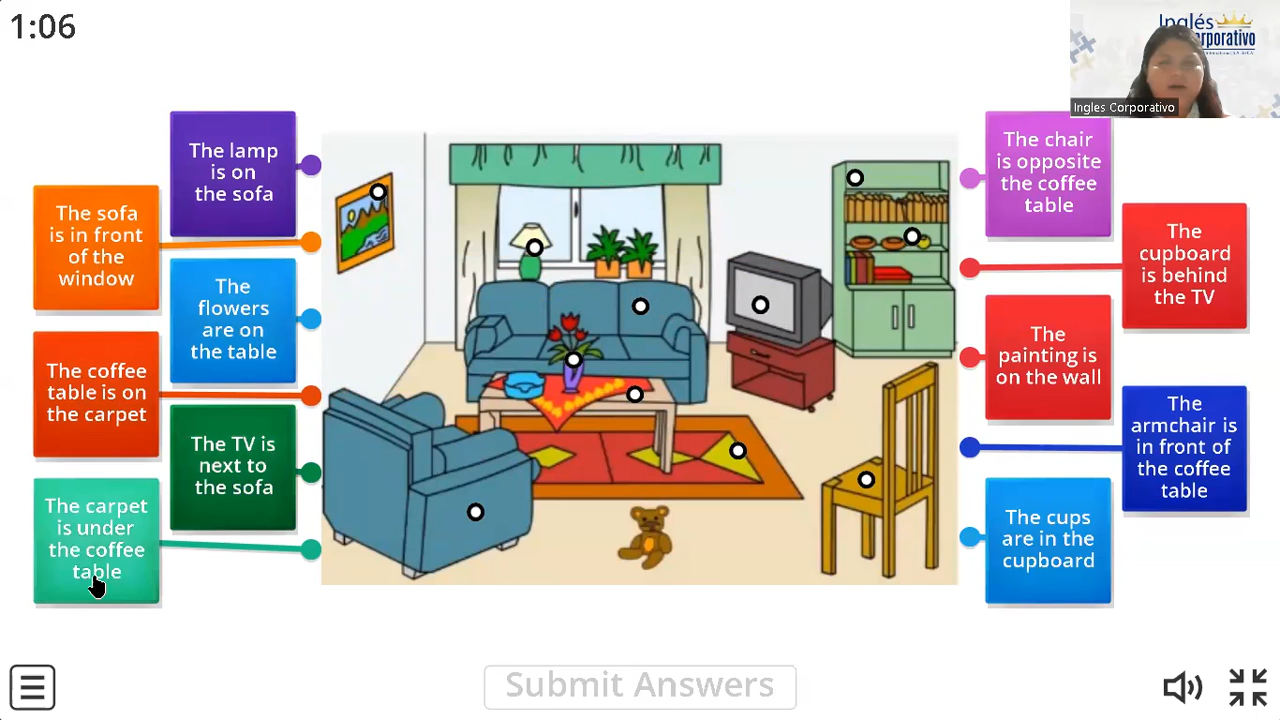 1:06
Inglés
Corporativo
Ingles Corporativo
The lamp
is on
the sofa
The sofa
is in front
of the
window
The
flowers
are on
the table
The coffee
table is on
the carpet
The TV is
next to
the sofa
The carpet
is under
the coffee
table
The chair
is opposite
the coffee
table
The
cupboard
is behind
the TV
The
painting is
on the wall
The
armchair is
in front of
the coffee
table
The cups
are in the
cupboard
Submit Answers